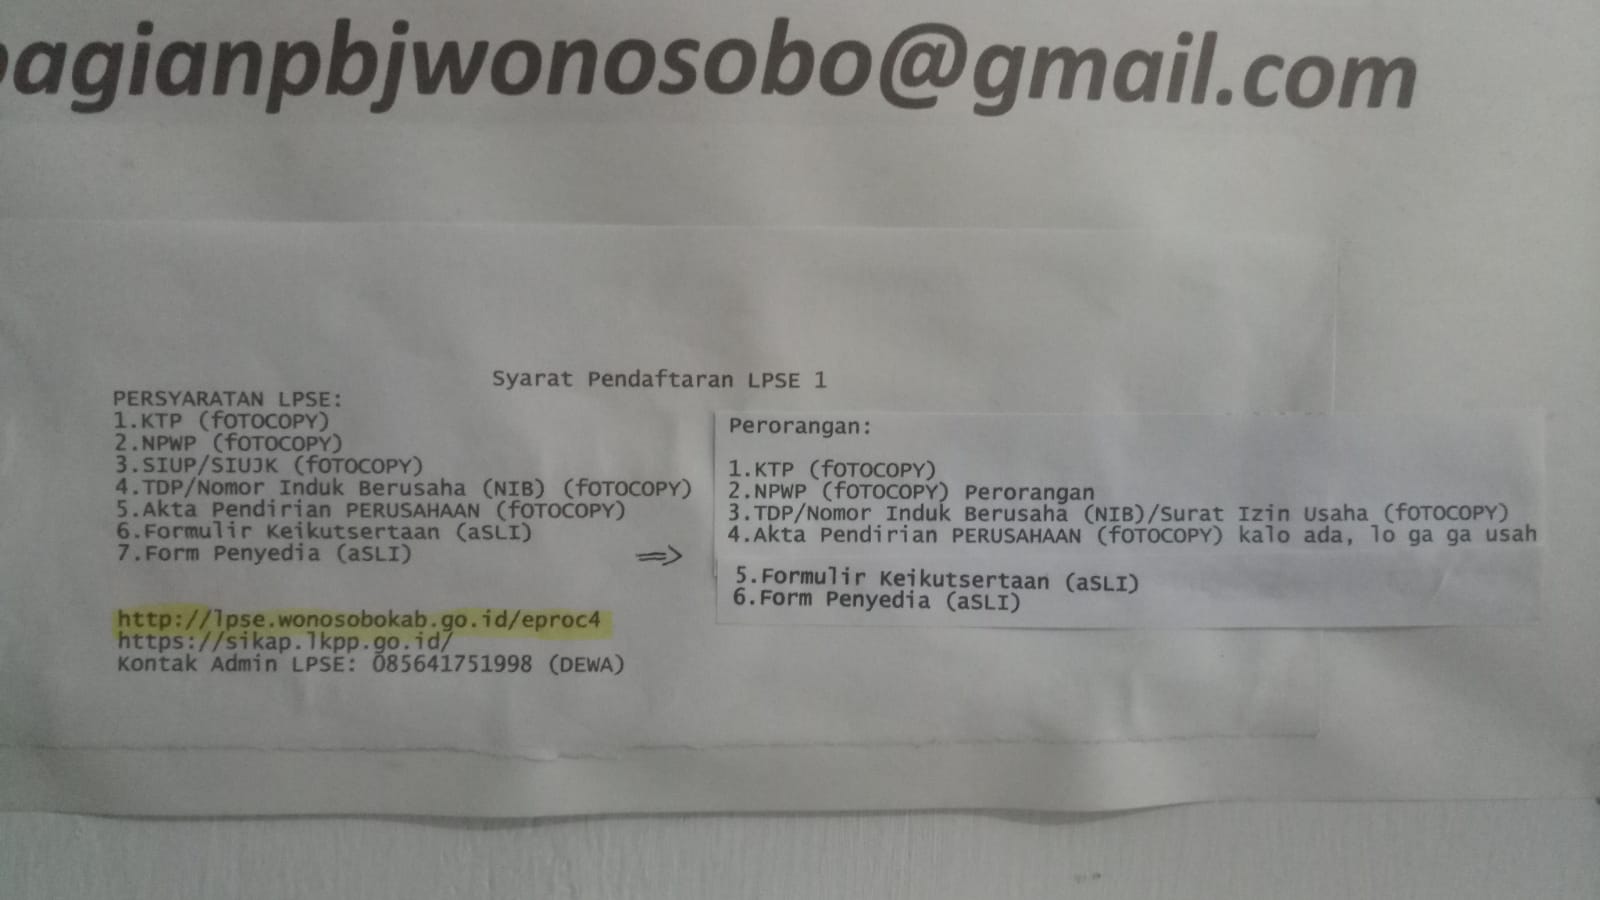 agianpbjwonosobo@gmail.com
Syarat Pendaftaran LPSE 1
PERSYARATAN LPSE:
1.KTP (fOTOCOPY)
2.NPWP (fOTOCOPY)
3.SIUP/SIUJK (fOTOCOPY)
4.TDP/Nomor Induk Berusaha (NIB) (fOTOCOPY)
5.Akta Pendirian PERUSAHAAN (fOTOCOPY)
6.Formulir Keikutsertaan (aSLI)
7.Form Penyedia (aSLI)
http://lpse.wonosobokab.go.id/eproc4
https://sikap.lkpp.go.id/
Kontak Admin LPSE: 085641751998 (DEWA)
=>
Perorangan:
1.KTP (fOTOCOPY)
2.NPWP (fOTOCOPY) Perorangan
3.TDP/Nomor Induk Berusaha (NIB)/Surat Izin Usaha (fOTOCOPY)
4.Akta Pendirian PERUSAHAAN (fOTOCOPY) kalo ada, lo ga ga usah
5.Formulir Keikutsertaan (aSLI)
6.Form Penyedia (aSLI)